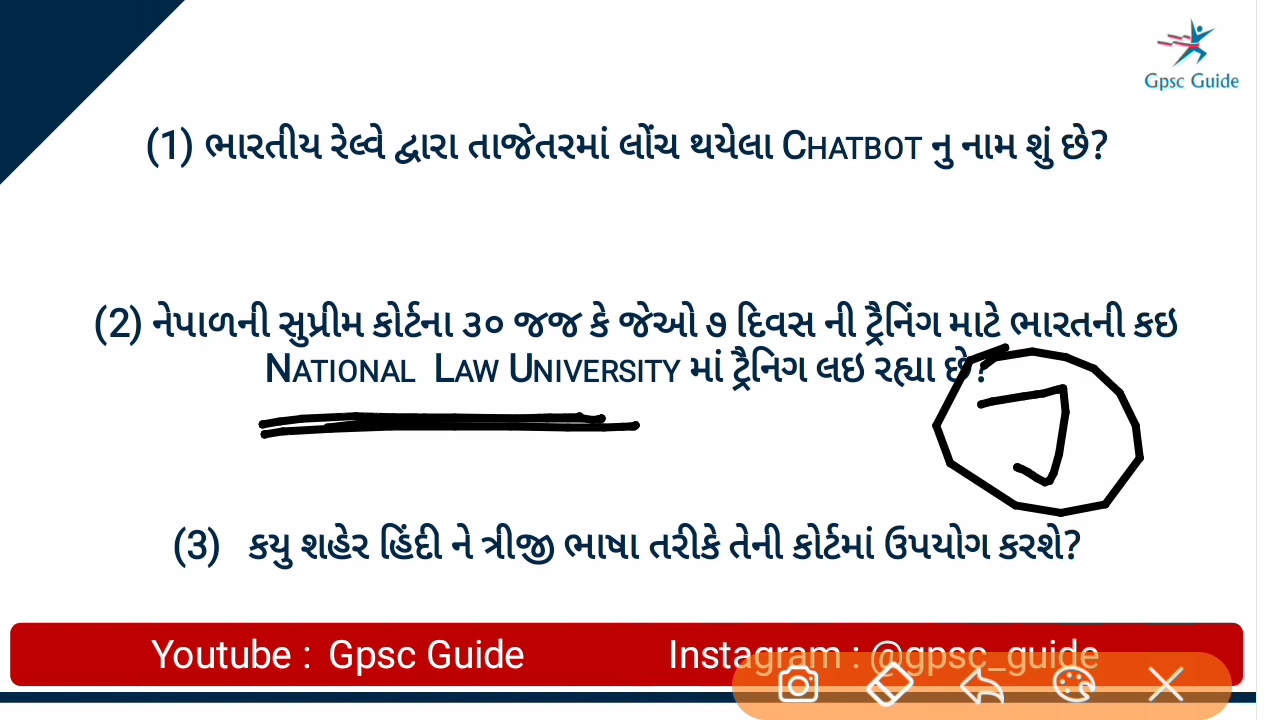 Gpsc Guide
(1) ભારતીય રેલ્વે દ્વારા તાજેતરમાં લોંચ થયેલા CHATBOT નુ નામ શું છે?
(2) નેપાળની સુપ્રીમ કોર્ટના ૩૦ જજ કે જેઓ ૭ દિવસ ની ટ્રૈનિંગ માટે ભારતની કઇ
NATIONAL LAW UNIVERSITY માં ટ્રૈનિગ લઇ રહ્યા છે?
J
(3) કયુ શહેર હિંદી ને ત્રીજી ભાષા તરીકે તેની કોર્ટમાં ઉપયોગ કરશે?
Youtube : Gpsc Guide Instagram : @gpsc_guide